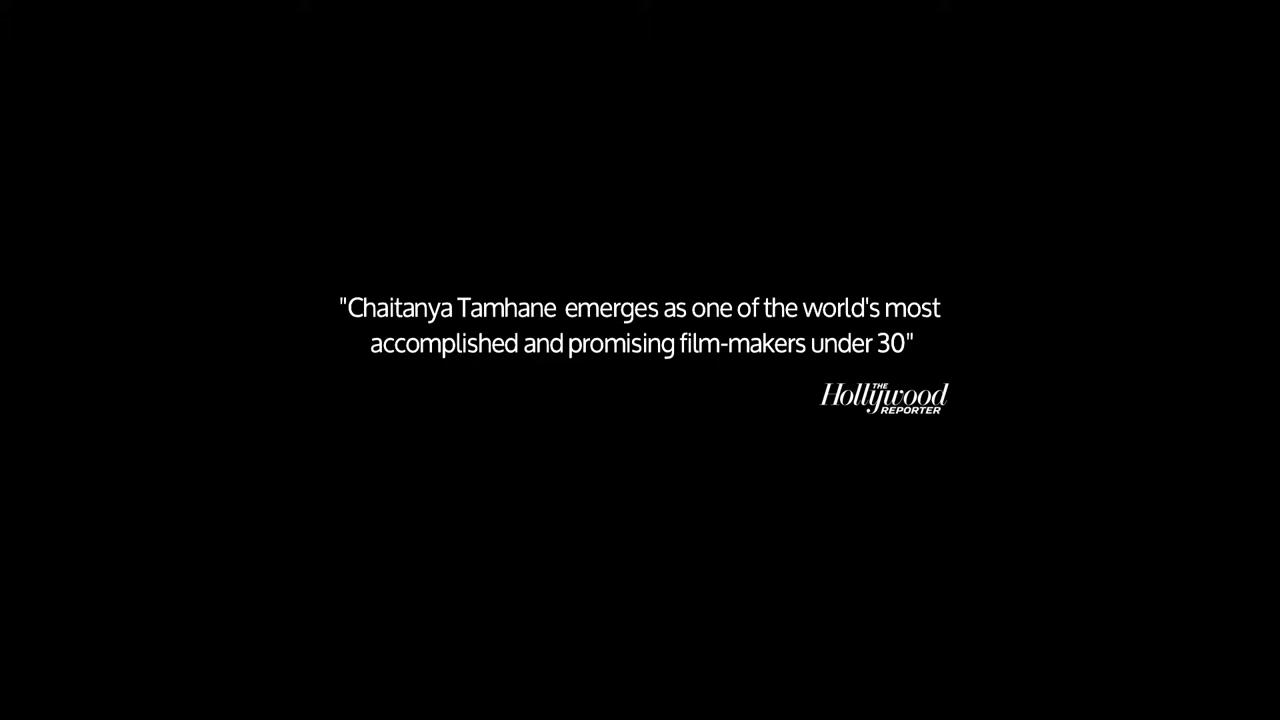 "Chaitanya Tamhane  emerges as one of the world's most
accomplished and promising film-makers under 30"
THE
Hollywood
REPORTER